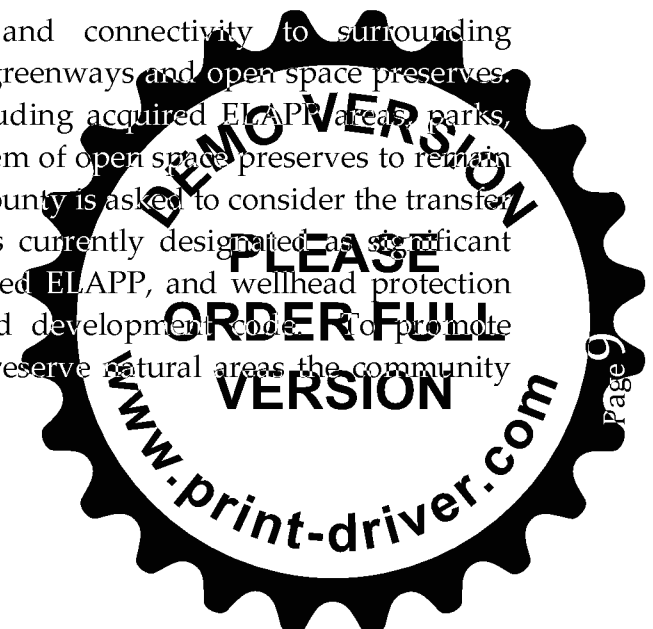 and connectivity to surrounding
greenways and open space preserves.
uding acquired ELAPP areas, parks,
em of open space preserves to remain
ounty is asked to consider the transfer
s currently designated as significant
ed ELAPP, and wellhead protection
d development code. To promote
reserve natural areas the community
DEMO VERSION
PLEASE
ORDER FULL
VERSION
www.print-driver.com
Page 9